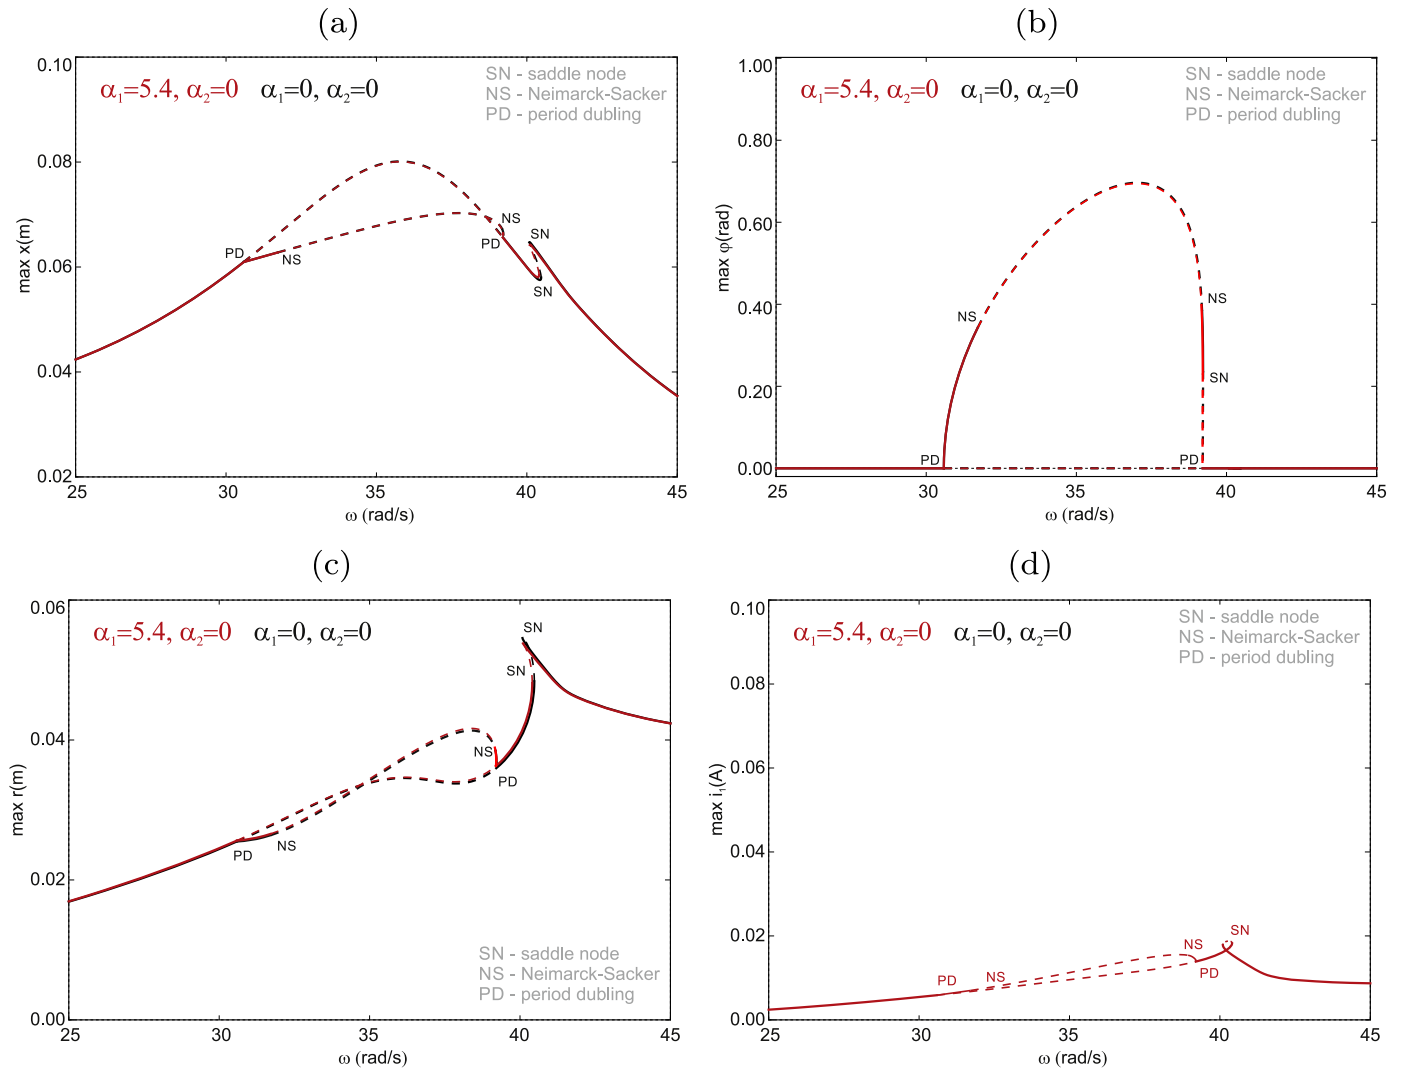 (a)
0.10
0.08
0.06
0.04
0.02
max x(m)
α1=5.4, α2=0 α1=0, α2=0
SN - saddle node
NS - Neimarck-Sacker
PD - period dubling
PD
NS
NS
PD
SN
SN
25 30 35 40 45
ω (rad/s)
(b)
1.00
0.80
0.60
0.40
0.20
0.00
max φ(rad)
α1=5.4, α2=0 α1=0, α2=0
SN - saddle node
NS - Neimarck-Sacker
PD - period dubling
NS
NS
SN
PD
PD
25 30 35 40 45
ω (rad/s)
(c)
0.06
0.04
0.02
0.00
max r(m)
α1=5.4, α2=0 α1=0, α2=0
SN
SN
NS
PD
PD
NS
SN - saddle node
NS - Neimarck-Sacker
PD - period dubling
25 30 35 40 45
ω (rad/s)
(d)
0.10
0.08
0.06
0.04
0.02
0.00
max i1(A)
α1=5.4, α2=0 α1=0, α2=0
SN - saddle node
NS - Neimarck-Sacker
PD - period dubling
PD
NS
NS
SN
PD
25 30 35 40 45
ω (rad/s)